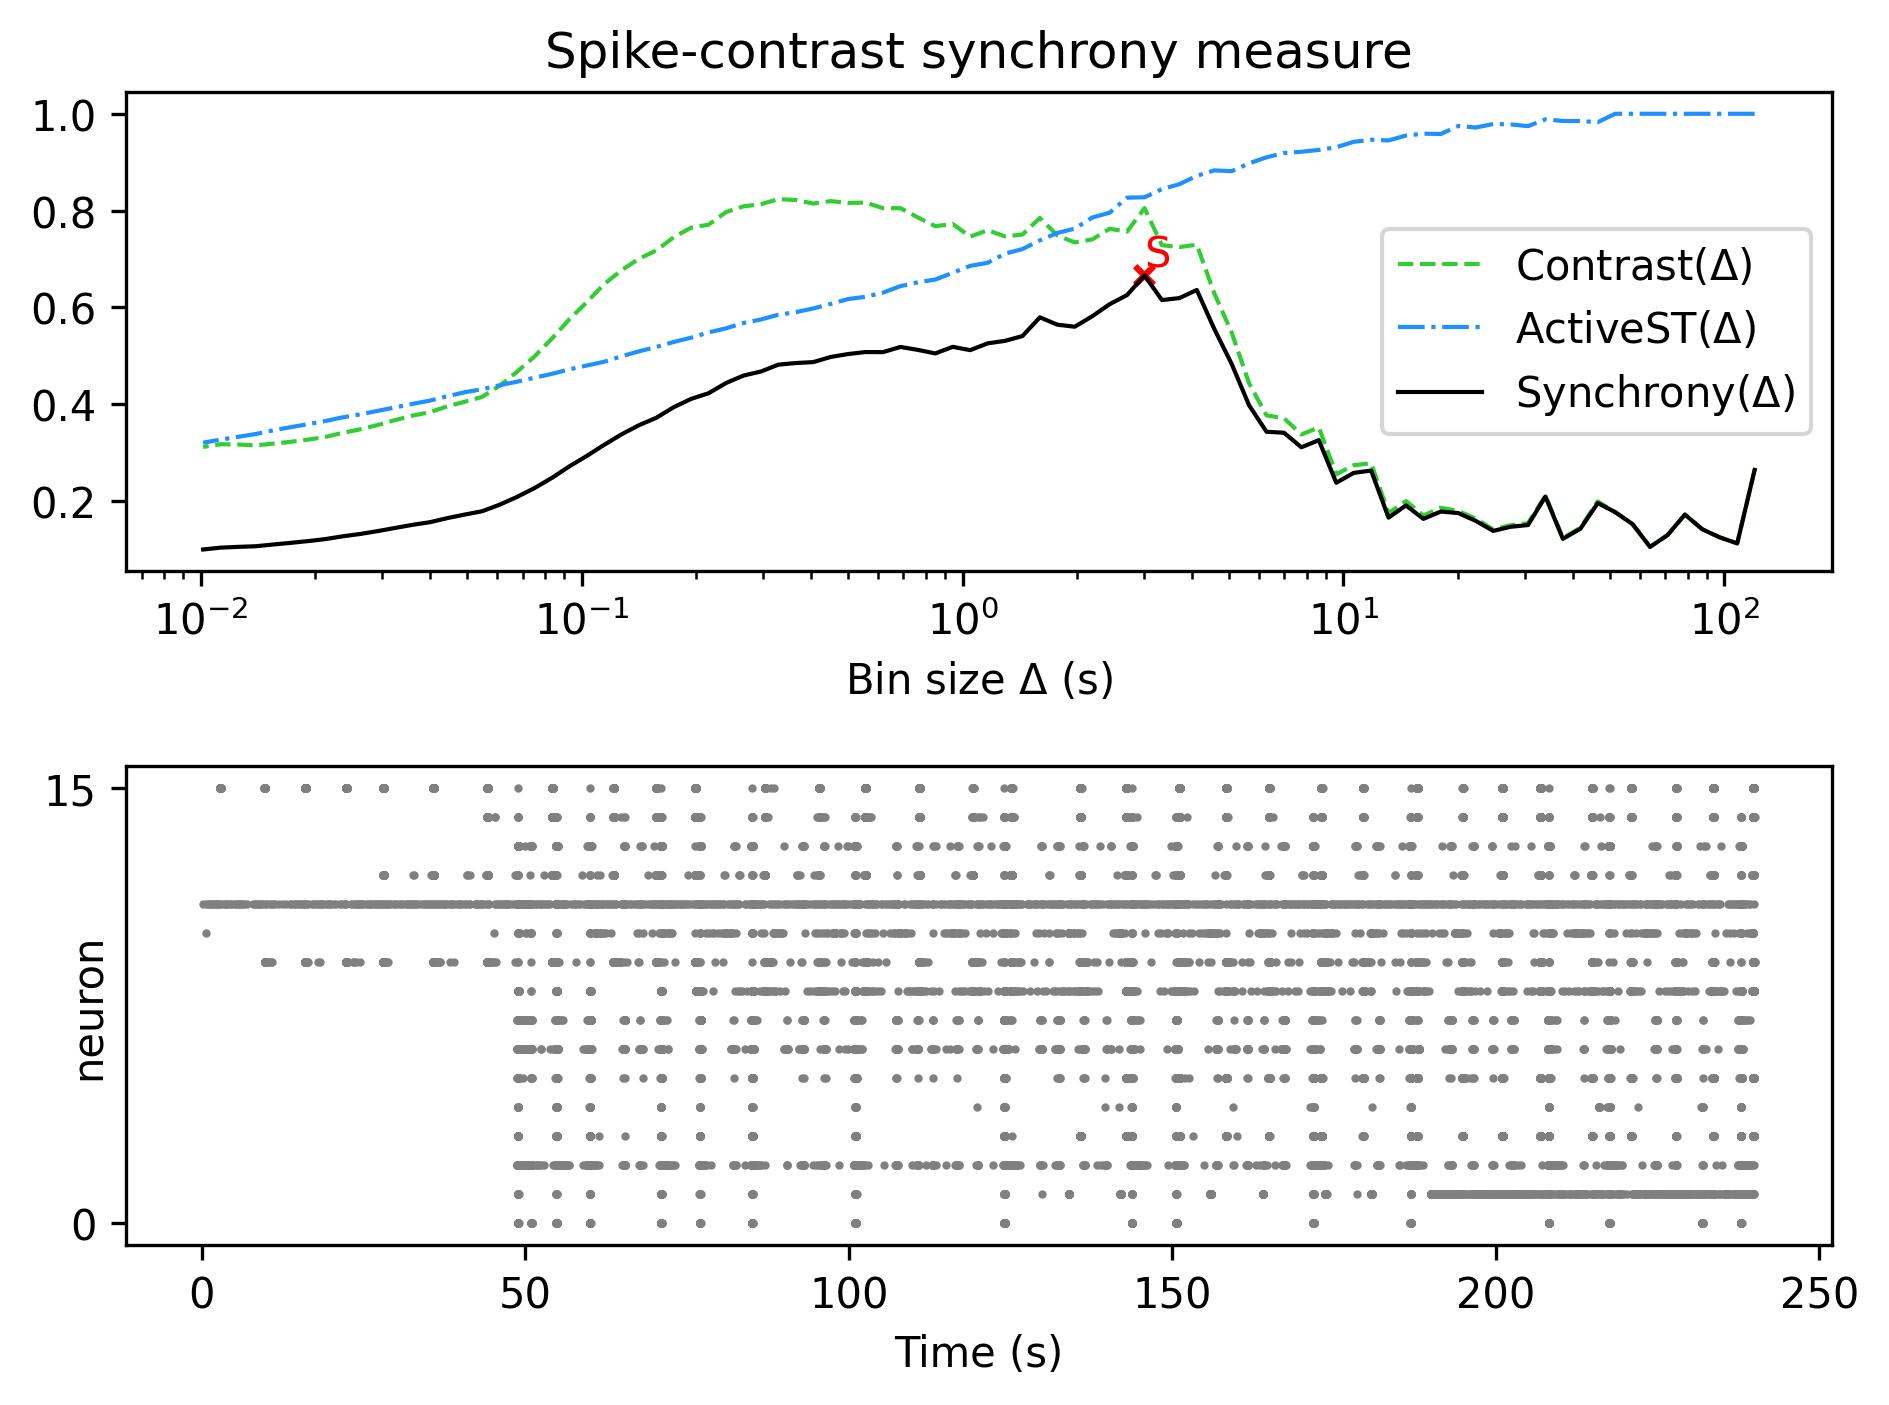 Spike-contrast synchrony measure
1.0
0.8
0.6
0.4
0.2
S
Contrast(Δ)
ActiveST(Δ)
Synchrony(Δ)
10⁻² 10⁻¹ 10⁰ 10¹ 10²
Bin size Δ (s)
15
neuron
0
0 50 100 150 200 250
Time (s)